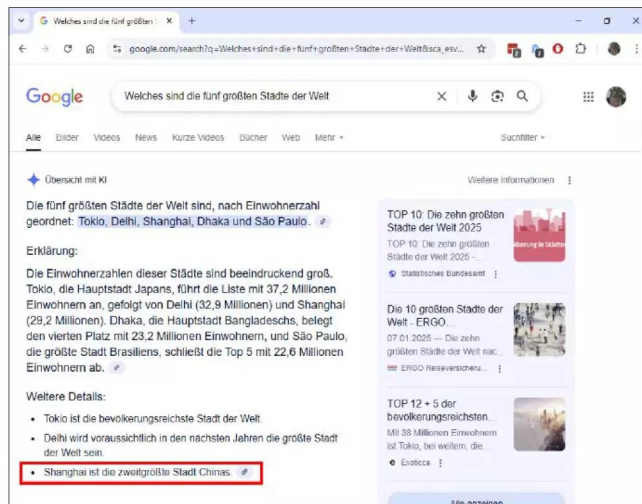 Welches sind die fünf größten
google.com/search?q=Welches+sind+die+fünf+größten+Städte+der+Welt&sca_esv...
Google
Welches sind die fünf größten Städte der Welt
Alle Bilder Videos News Kurze Videos Bücher Web Mehr
Suchfilter
Übersicht mit KI
Weitere Informationen
Die fünf größten Städte der Welt sind, nach Einwohnerzahl
geordnet: Tokio, Delhi, Shanghai, Dhaka und São Paulo.
Erklärung:
Die Einwohnerzahlen dieser Städte sind beeindruckend groß.
Tokio, die Hauptstadt Japans, führt die Liste mit 37,2 Millionen
Einwohnern an, gefolgt von Delhi (32,9 Millionen) und Shanghai
(29,2 Millionen). Dhaka, die Hauptstadt Bangladeschs, belegt
den vierten Platz mit 23,2 Millionen Einwohnern, und São Paulo,
die größte Stadt Brasiliens, schließt die Top 5 mit 22,6 Millionen
Einwohnern ab.
Weitere Details:
Tokio ist die bevölkerungsreichste Stadt der Welt.
Delhi wird voraussichtlich in den nächsten Jahren die größte Stadt
der Welt sein.
Shanghai ist die zweitgrößte Stadt Chinas.
TOP 10: Die zehn größten
Städte der Welt 2025
TOP 10: Die zehn größten
Städte der Welt 2025 -...
Statistisches Bundesamt
Die 10 größten Städte der
Welt - ERGO...
07.01.2025 — Die zehn
größten Städte der Welt nac...
ERGO Reiseversicheru...
TOP 12 + 5 der
bevölkerungsreichsten...
Mit 38 Millionen Einwohnern
ist Tokio, bei weitem, die...
Exoticca
Alle anzeigen